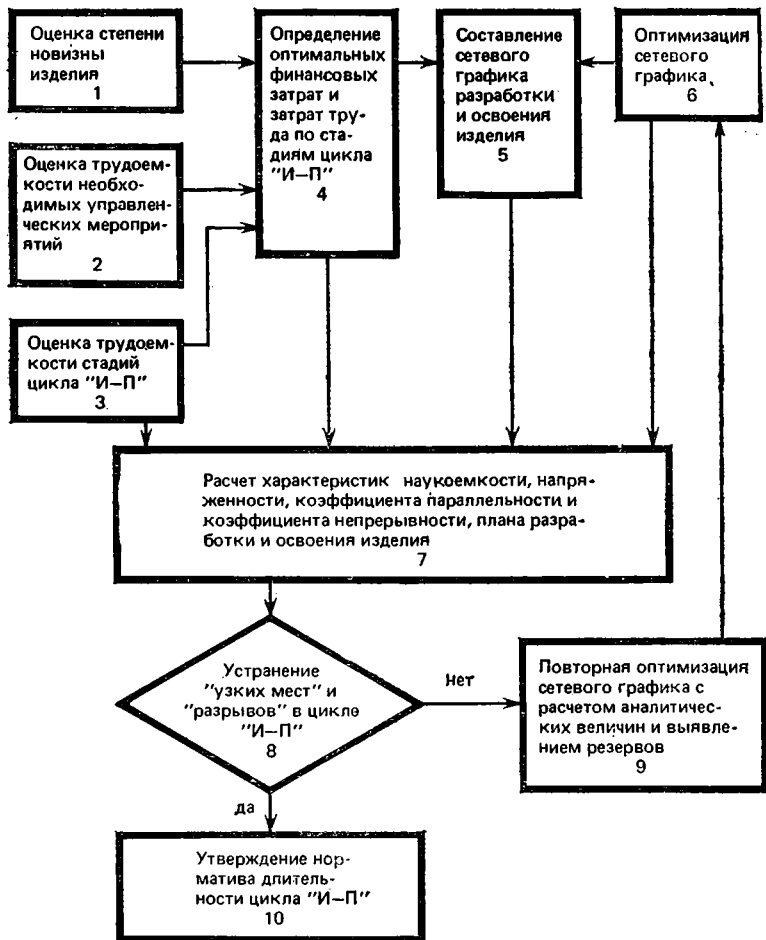 Оценка степени
новизны
изделия
1
Оценка трудоем-
кости необхо-
димых управлен-
ческих меропри-
ятий
2
Оценка трудоем-
кости стадий
цикла "И—П"
3
Определение
оптимальных
финансовых
затрат и
затрат тру-
да по ста-
диям цикла
"И—П"
4
Составление
сетевого
графика
разработки
и освоения
изделия
5
Оптимизация
сетевого
графика
6
Расчет характеристик наукоемкости, напря-
женности, коэффициента параллельности и
коэффициента непрерывности, плана разра-
ботки и освоения изделия
7
Устранение
"узких мест" и
"разрывов" в цикле
"И—П"
8
Нет
Повторная оптимизация
сетевого графика с
расчетом аналитичес-
ких величин и выявле-
нием резервов
9
да
Утверждение нор-
матива длитель-
ности цикла "И—П"
10